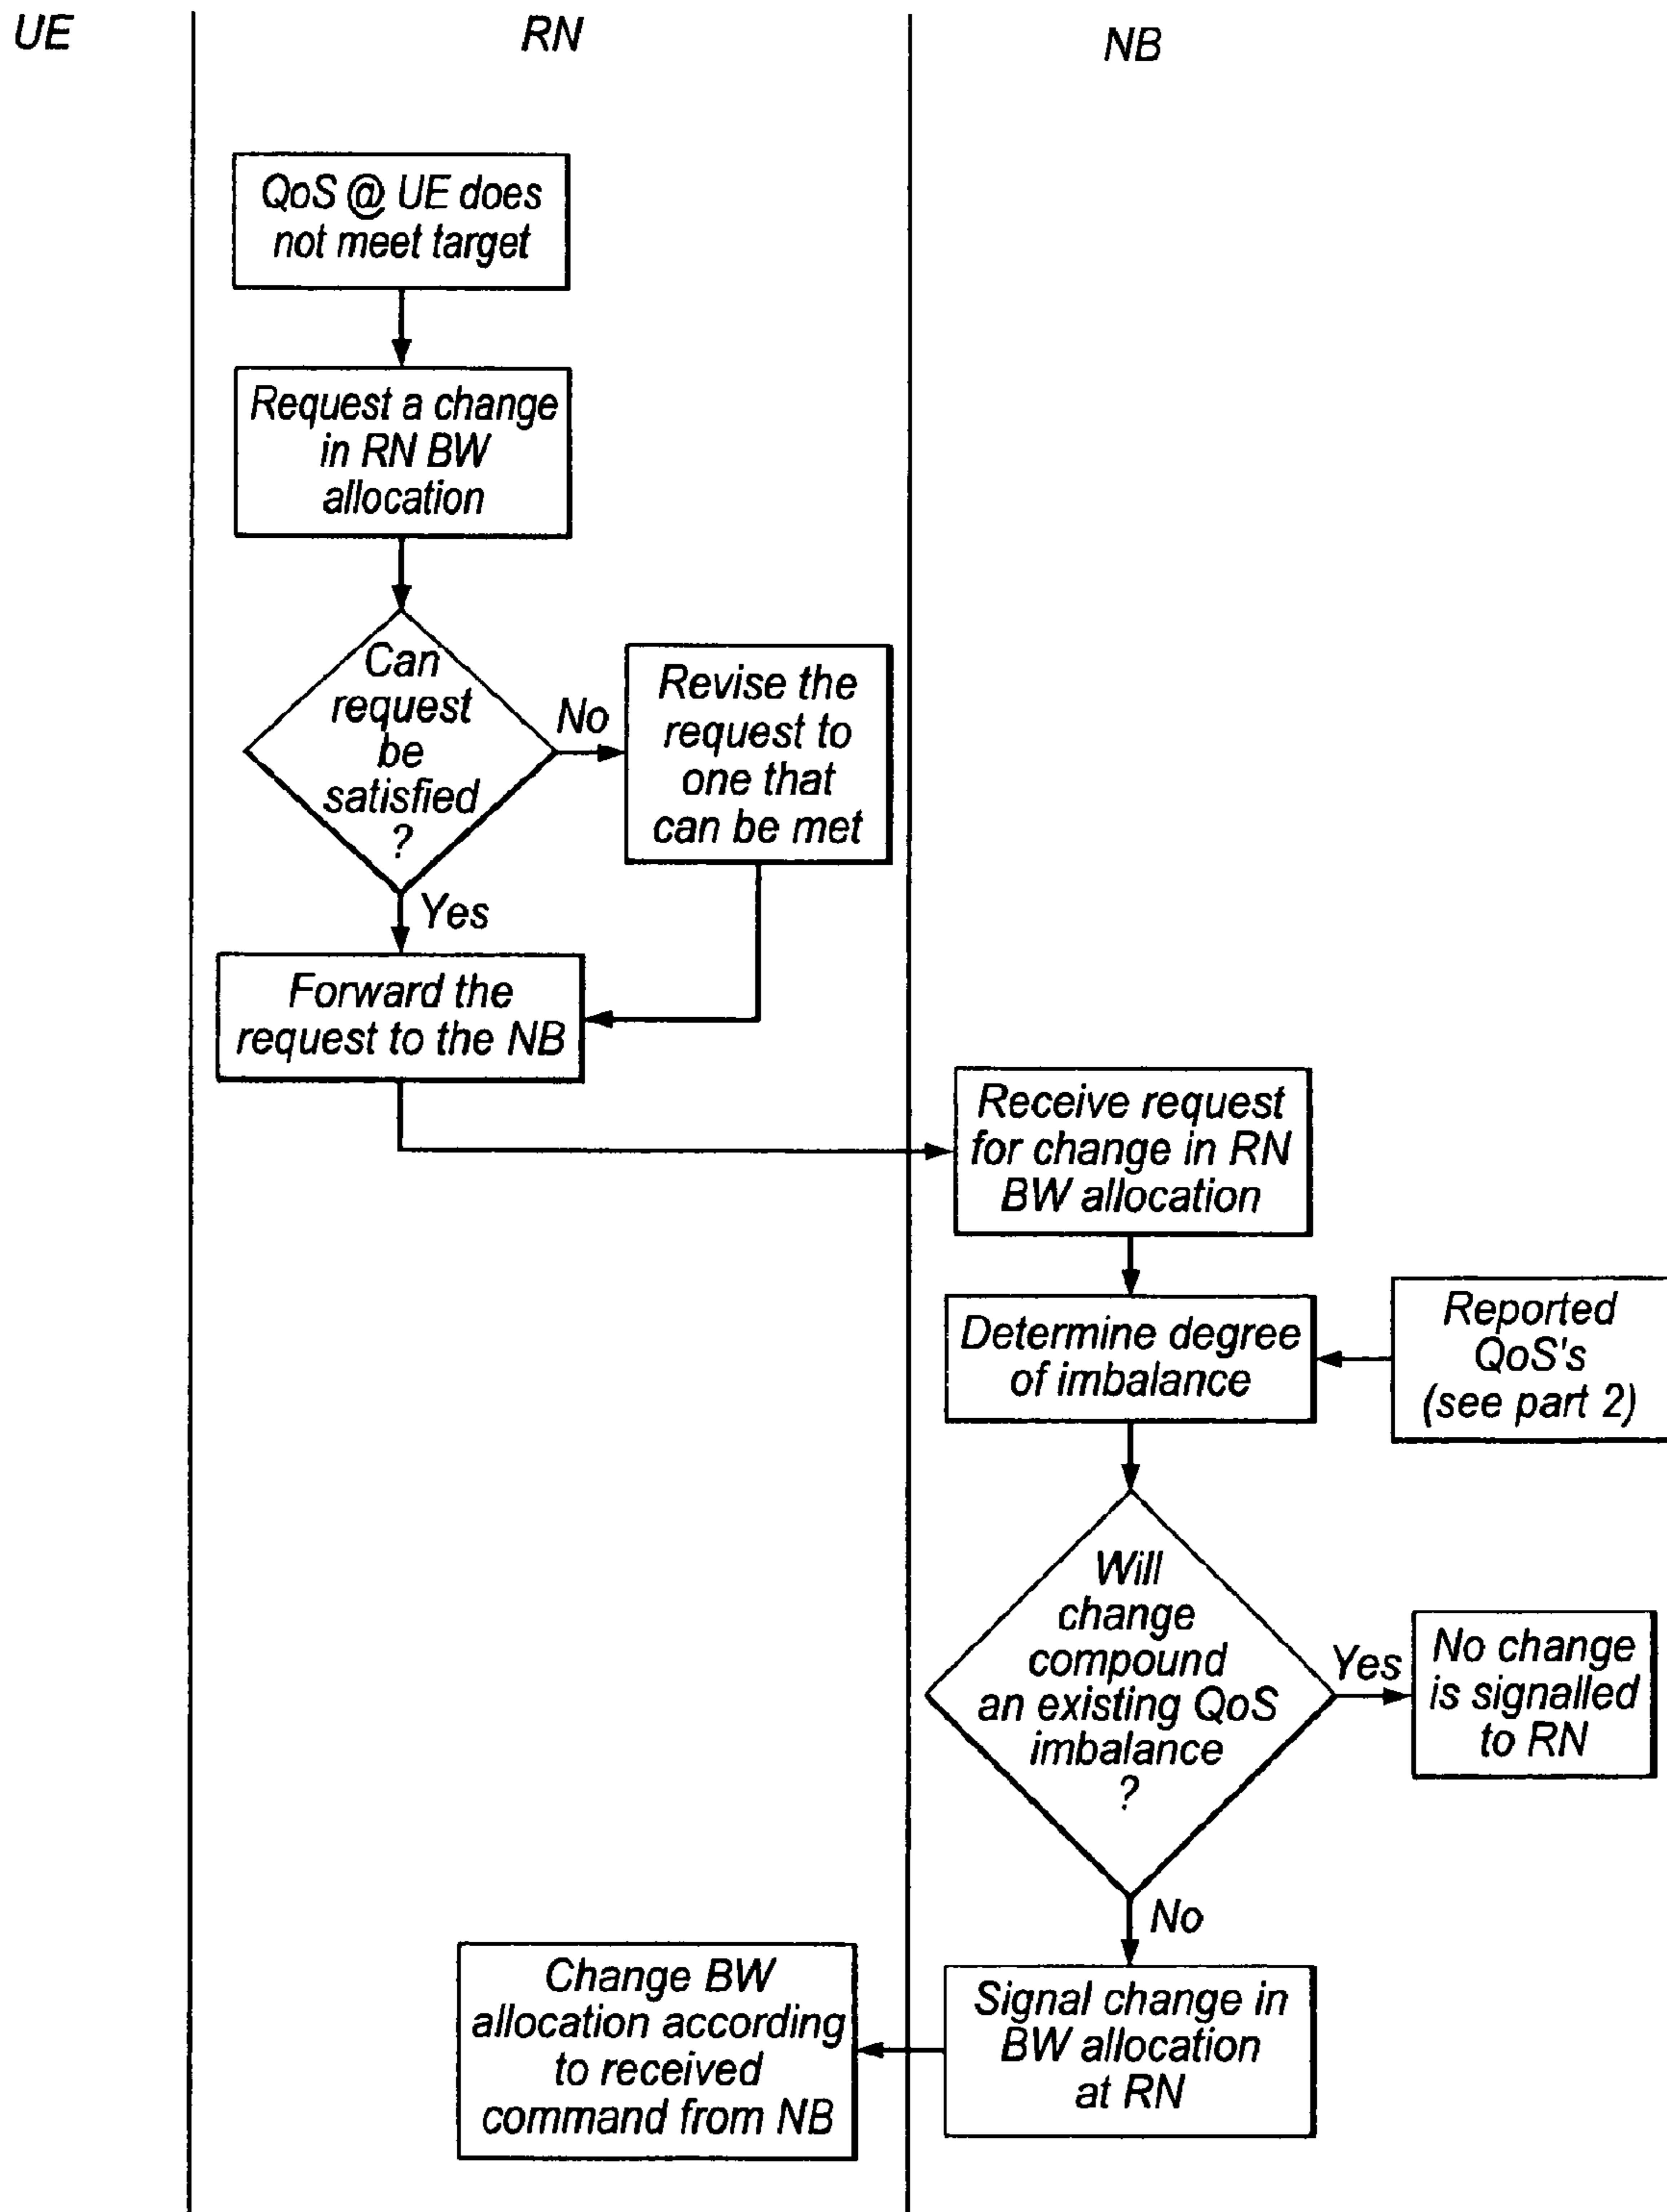 UE
RN
NB
QoS @ UE does
not meet target
Request a change
in RN BW
allocation
Can
request
be
satisfied
?
No
Revise the
request to
one that
can be met
Yes
Forward the
request to the NB
Receive request
for change in RN
BW allocation
Determine degree
of imbalance
Reported
QoS's
(see part 2)
Will
change
compound
an existing QoS
imbalance
?
Yes
No change
is signalled
to RN
No
Signal change in
BW allocation
at RN
Change BW
allocation according
to received
command from NB